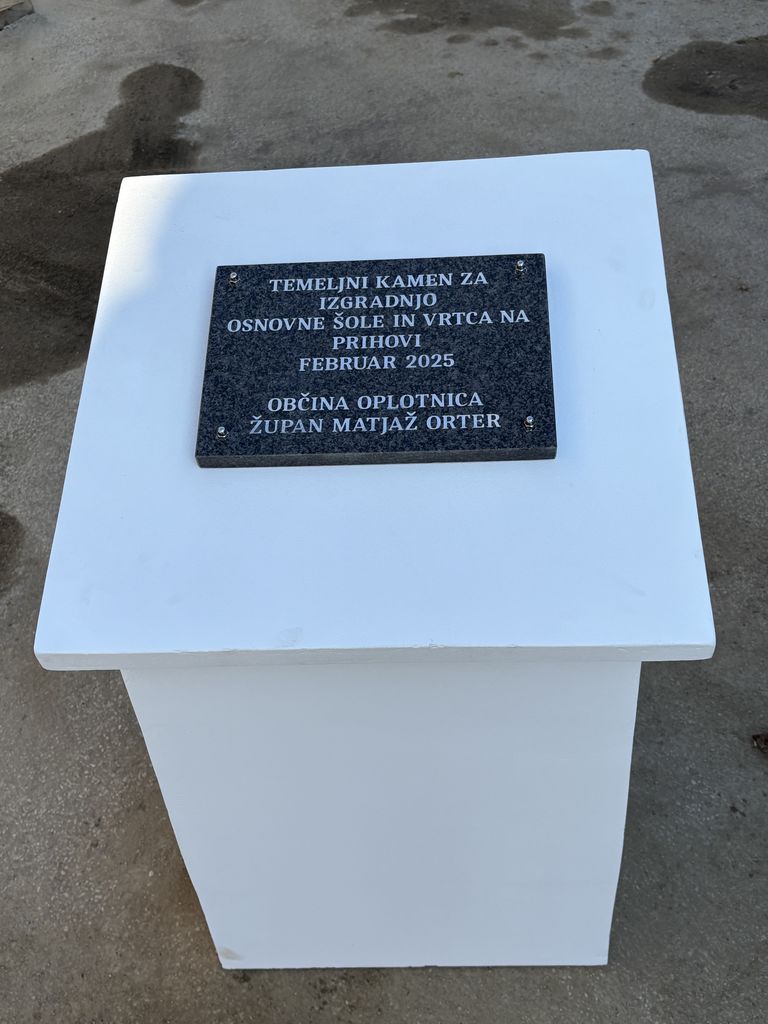 TEMELJNI KAMEN ZA
IZGRADNJO
OSNOVNE ŠOLE IN VRTCA NA
PRIHOVI
FEBRUAR 2025
OBČINA OPLOTNICA
ŽUPAN MATJAŽ ORTER